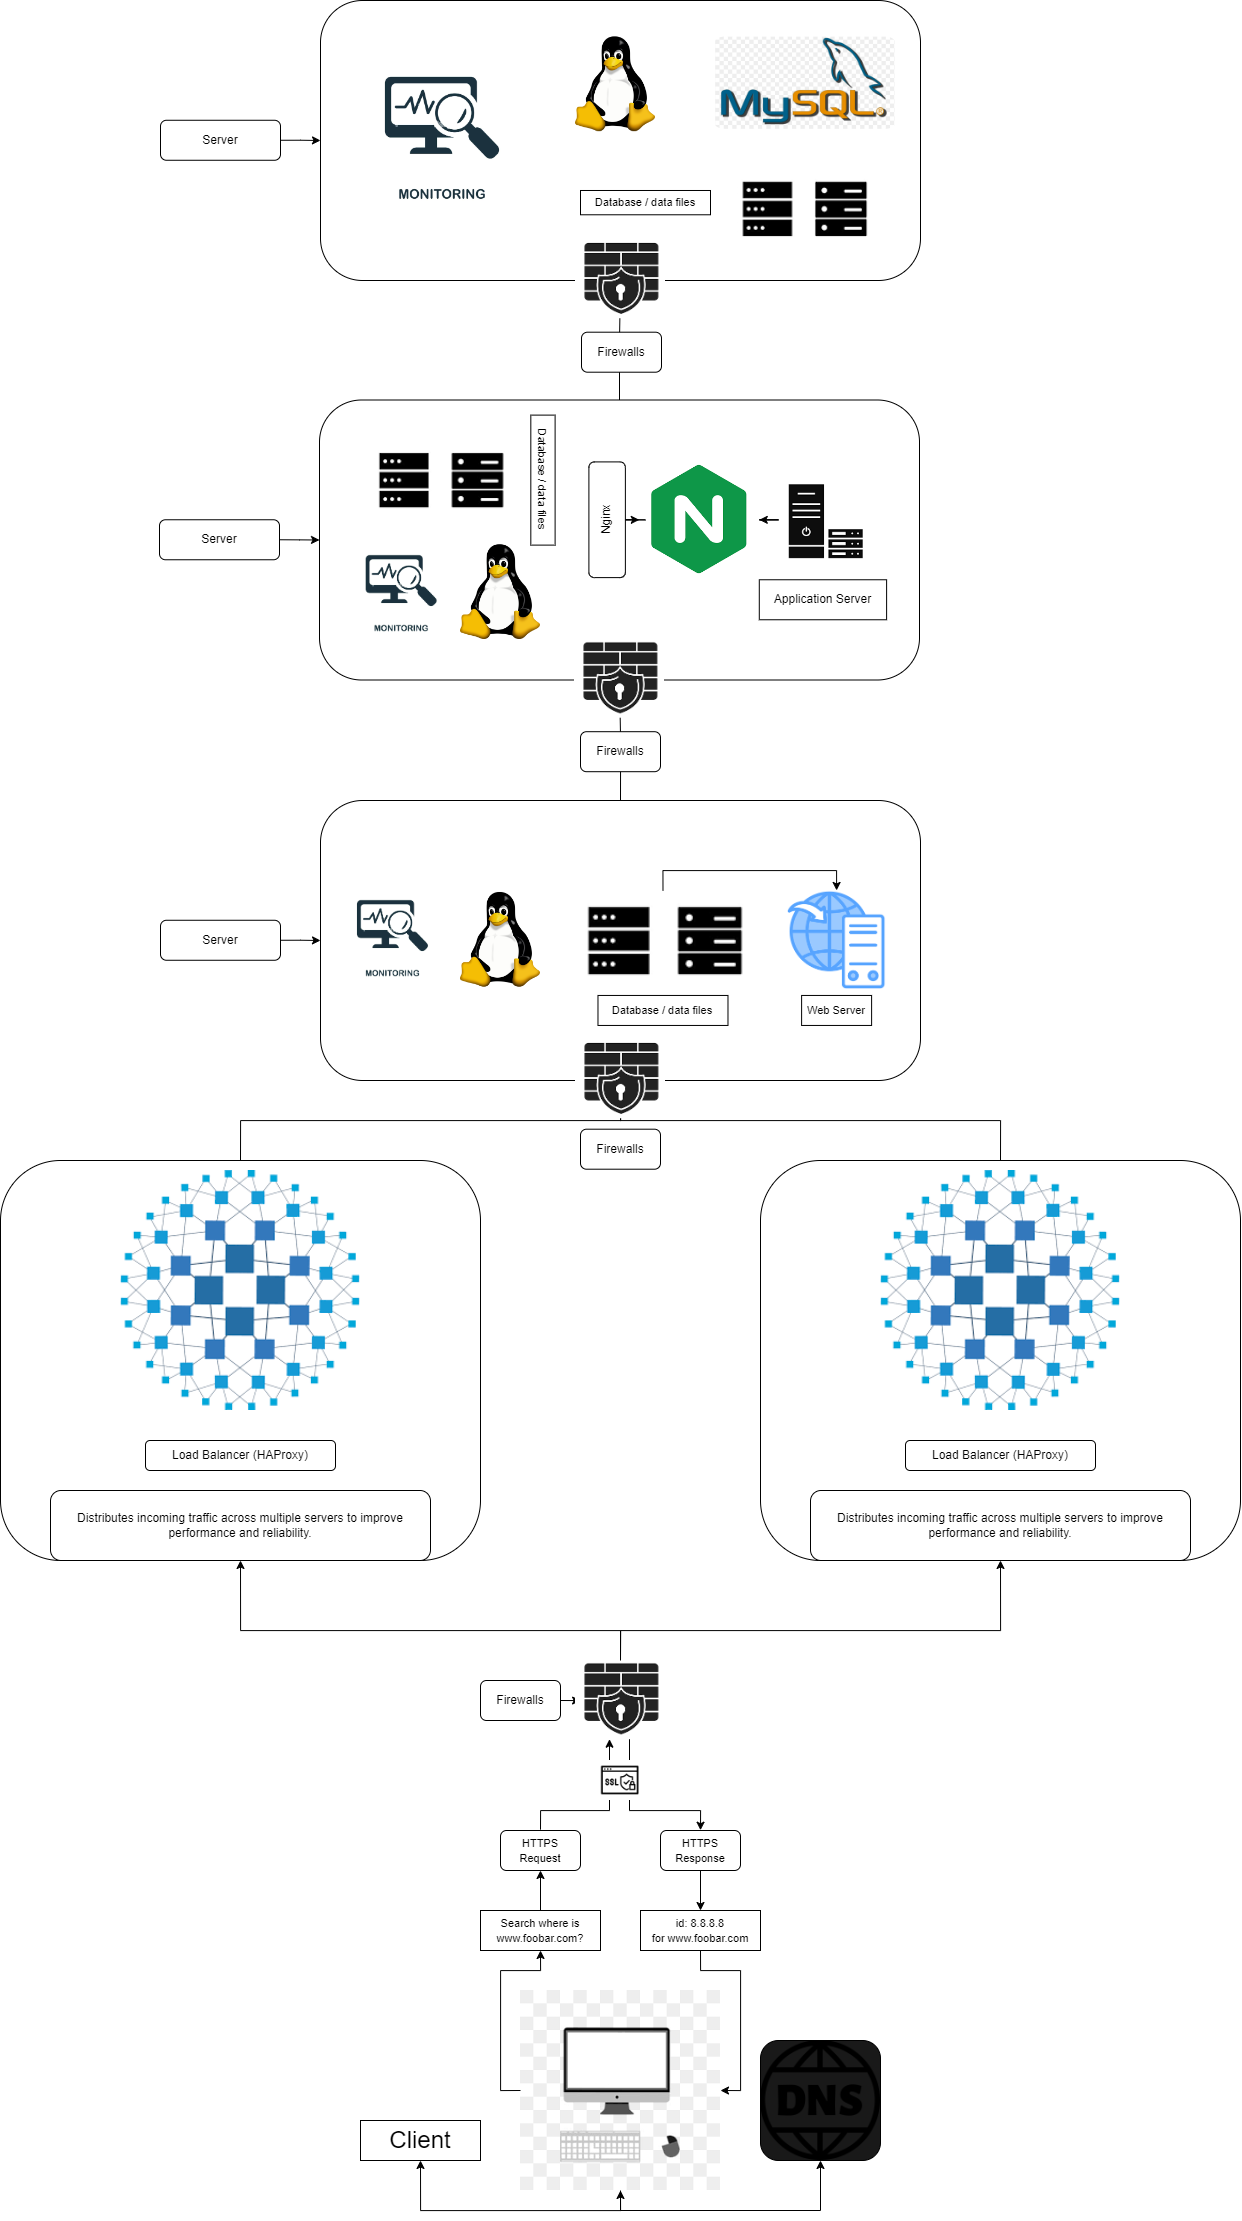 MySQL®
Server
MONITORING
Database / data files
Firewalls
Database / data files
Nginx
N
Server
Application Server
MONITORING
Firewalls
Server
MONITORING
Database / data files
Web Server
Firewalls
Load Balancer (HAProxy)
Distributes incoming traffic across multiple servers to improve
performance and reliability.
Load Balancer (HAProxy)
Distributes incoming traffic across multiple servers to improve
performance and reliability.
Firewalls
SSL
HTTPS
Request
HTTPS
Response
Search where is
www.foobar.com?
id: 8.8.8.8
for www.foobar.com
DNS
Client